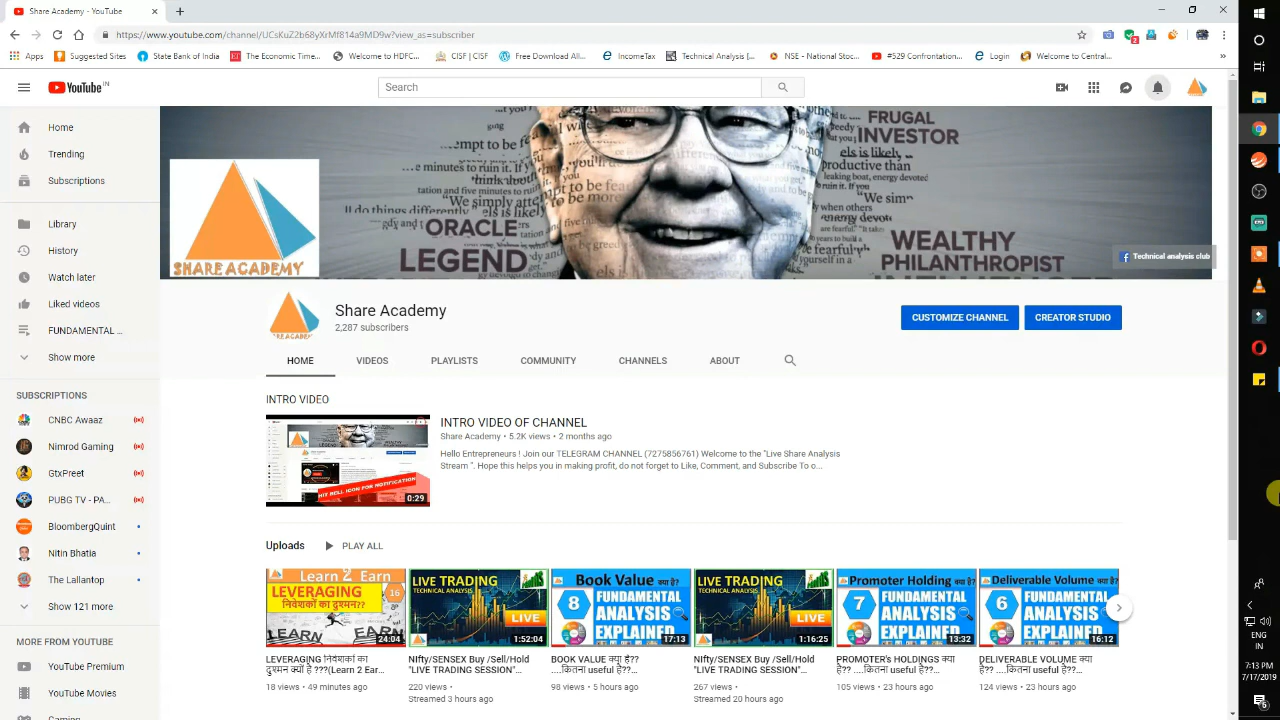 Share Academy - YouTube
https://www.youtube.com/channel/UCsKuZ2b68yXrMf814a9MD9w?view_as=subscriber
Apps
Suggested Sites
State Bank of India
The Economic Time...
Welcome to HDFC...
CISF | CISF
Free Download All...
IncomeTax
Technical Analysis [...
NSE - National Stoc...
#529 Confrontation...
Login
Welcome to Central...
»
YouTube IN
Search
Home
Trending
Subscriptions
Library
History
Watch later
Liked videos
FUNDAMENTAL ...
Show more
SUBSCRIPTIONS
CNBC Awaaz
Nimrod Gaming
GtxPreet
PUBG TV - PA...
BloombergQuint
Nitin Bhatia
The Lallantop
Show 121 more
MORE FROM YOUTUBE
YouTube Premium
YouTube Movies
SHARE ACADEMY
ORACLE
LEGEND
FRUGAL
INVESTOR
WEALTHY
PHILANTHROPIST
Technical analysis club
Share Academy
2,287 subscribers
CUSTOMIZE CHANNEL
CREATOR STUDIO
HOME
VIDEOS
PLAYLISTS
COMMUNITY
CHANNELS
ABOUT
INTRO VIDEO
HIT BELL ICON FOR NOTIFICATION
0:29
INTRO VIDEO OF CHANNEL
Share Academy • 5.2K views • 2 months ago
Hello Entrepreneurs ! Join our TELEGRAM CHANNEL (7275856761) Welcome to the "Live Share Analysis
Stream ". Hope this helps you in making profit, do not forget to Like, Comment, and Subscribe To o...
Uploads
PLAY ALL
Learn 2 Earn
LEVERAGING
निवेशकों का दुश्मन??
16
LEARN
EARN
24:04
LEVERAGING निवेशकों का
दुश्मन क्यों है ???(Learn 2 Ear...
18 views • 49 minutes ago
LIVE TRADING
TECHNICAL ANALYSIS
LIVE
1:52:04
Nifty/SENSEX Buy /Sell/Hold
"LIVE TRADING SESSION"...
220 views •
Streamed 3 hours ago
Book Value क्या है?
8
FUNDAMENTAL
ANALYSIS
EXPLAINED
17:13
BOOK VALUE क्या है??
....कितना useful है??...
98 views • 5 hours ago
LIVE TRADING
TECHNICAL ANALYSIS
LIVE
1:16:25
Nifty/SENSEX Buy /Sell/Hold
"LIVE TRADING SESSION"...
267 views •
Streamed 20 hours ago
Promoter Holding क्या है?
7
FUNDAMENTAL
ANALYSIS
EXPLAINED
13:32
PROMOTER's HOLDINGS क्या
है?? ....कितना useful है??...
105 views • 23 hours ago
Deliverable Volume क्या है?
6
FUNDAMENTAL
ANALYSIS
EXPLAINED
16:12
DELIVERABLE VOLUME क्या
है?? ....कितना useful है??...
124 views • 23 hours ago
ENG
IN
7:13 PM
7/17/2019